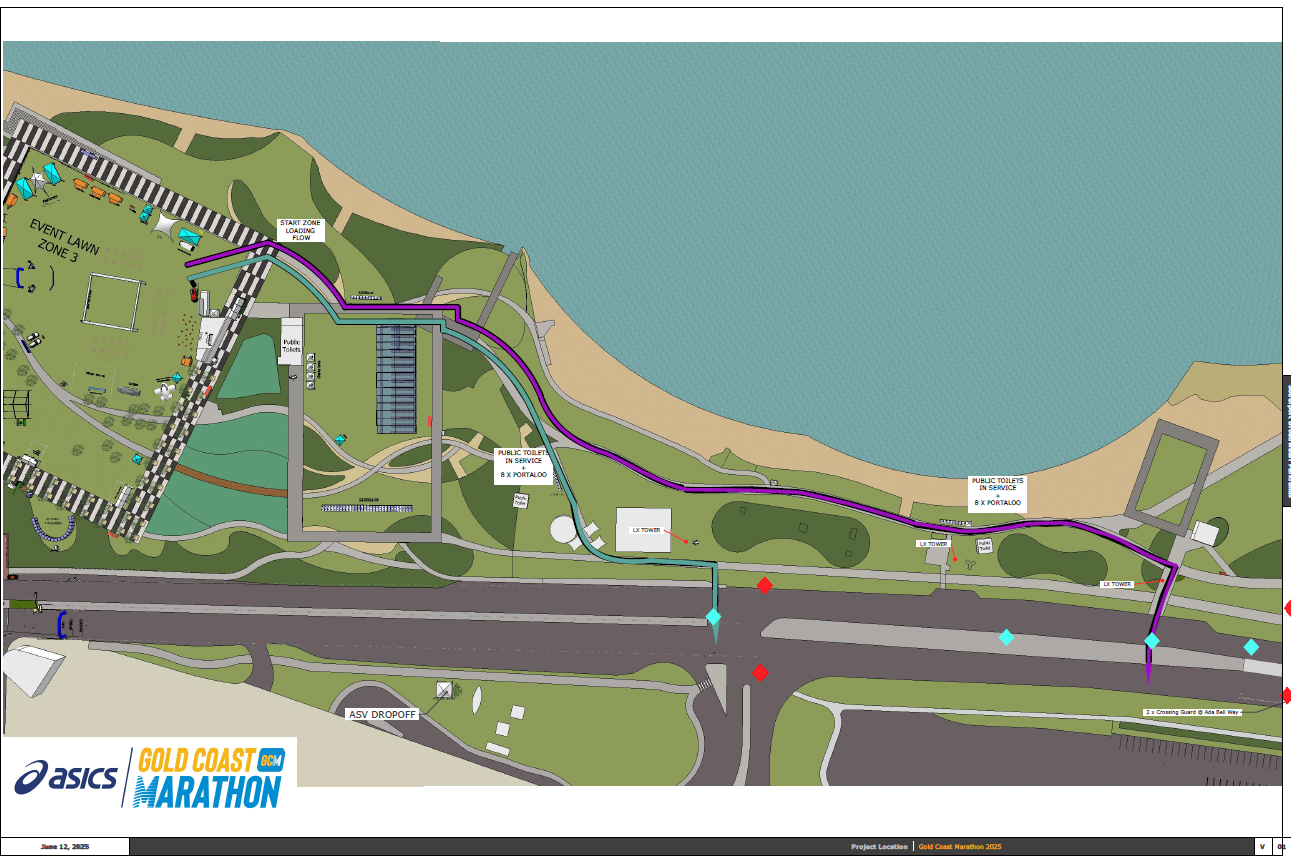 EVENT LAWN
ZONE 3
START ZONE
LOADING
FLOW
Public
Toilets
PUBLIC TOILETS
IN SERVICE
+
8 X PORTALOO
Public
Toilet
LX TOWER
PUBLIC TOILETS
IN SERVICE
+
8 X PORTALOO
LX TOWER
Public
Toilet
LX TOWER
ASV DROPOFF
2 x Crossing Guard @ Ada Bell Way
asics
GOLD COAST
GCM
MARATHON
June 12, 2025
Project Location
Gold Coast Marathon 2025
V